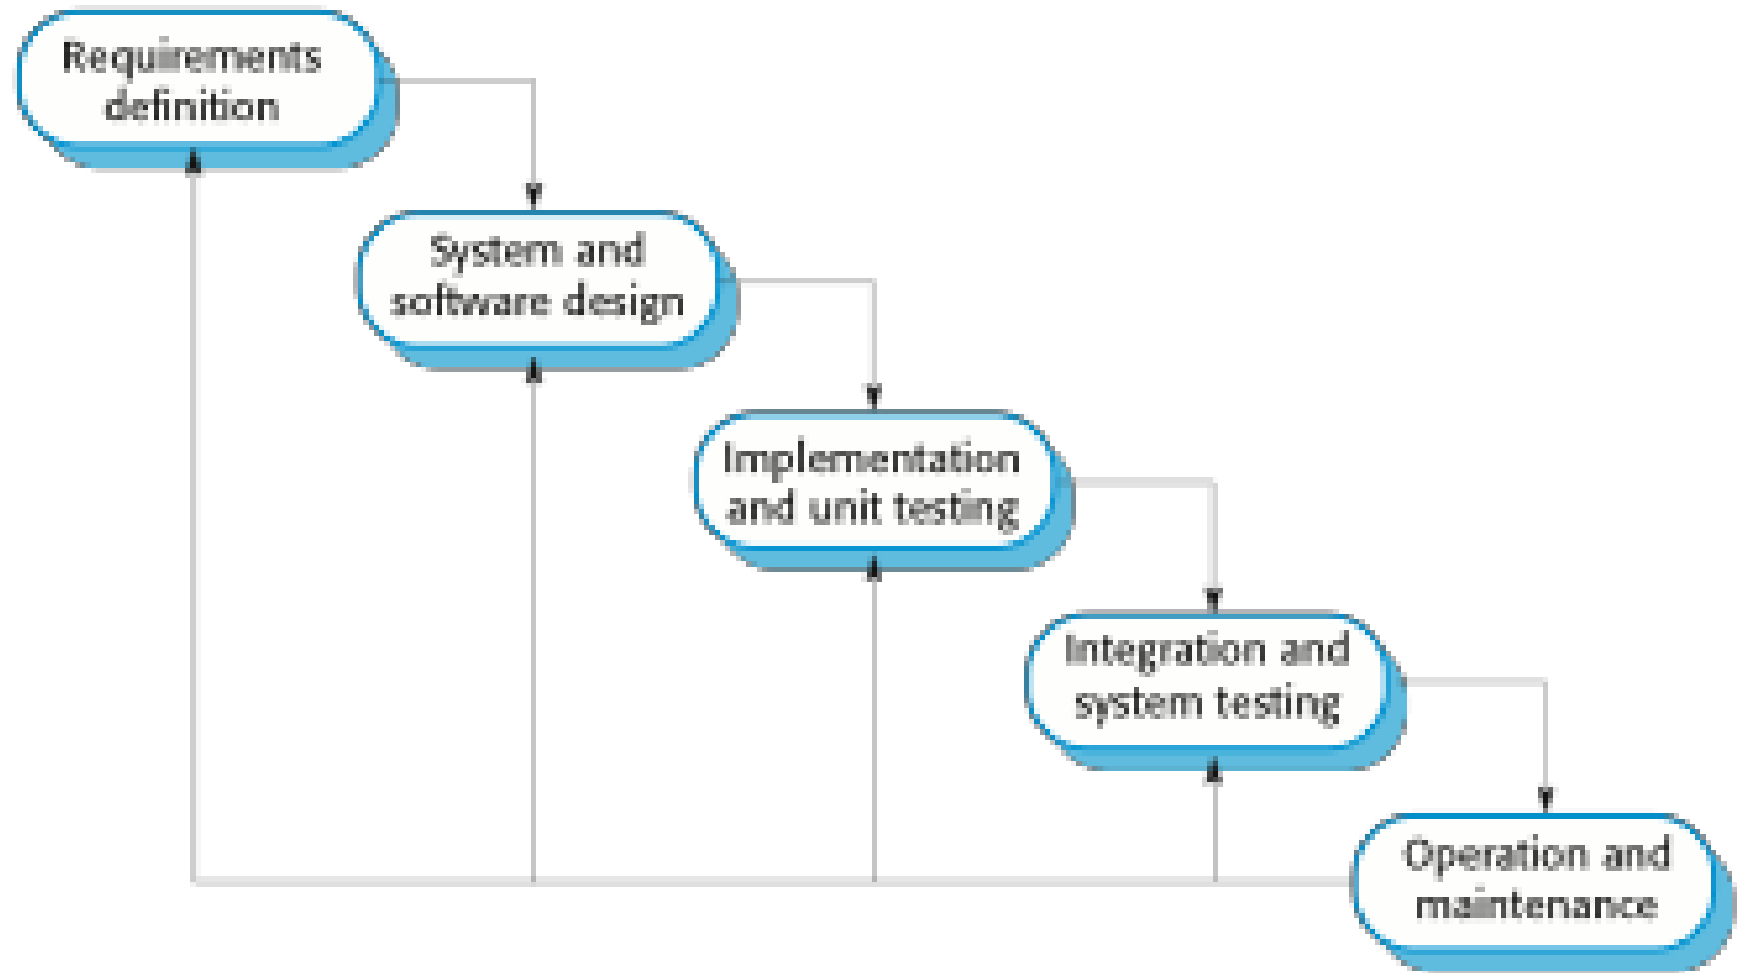 Requirements
definition
System and
software design
Implementation
and unit testing
Integration and
system testing
Operation and
maintenance